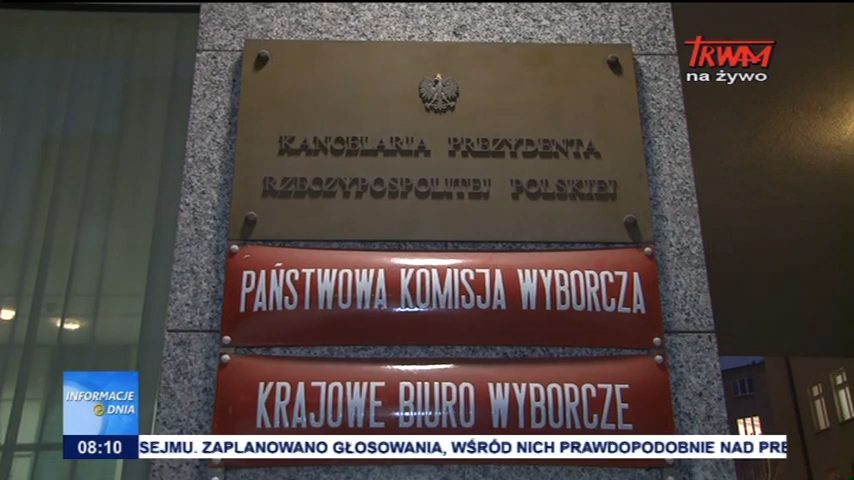 TRWAM
na żywo
KANCELARIA PREZYDENTA
RZECZYPOSPOLITEJ POLSKIEJ
PAŃSTWOWA KOMISJA WYBORCZA
KRAJOWE BIURO WYBORCZE
INFORMACJE
DNIA
08:10 SEJMU. ZAPLANOWANO GŁOSOWANIA, WŚRÓD NICH PRAWDOPODOBNIE NAD